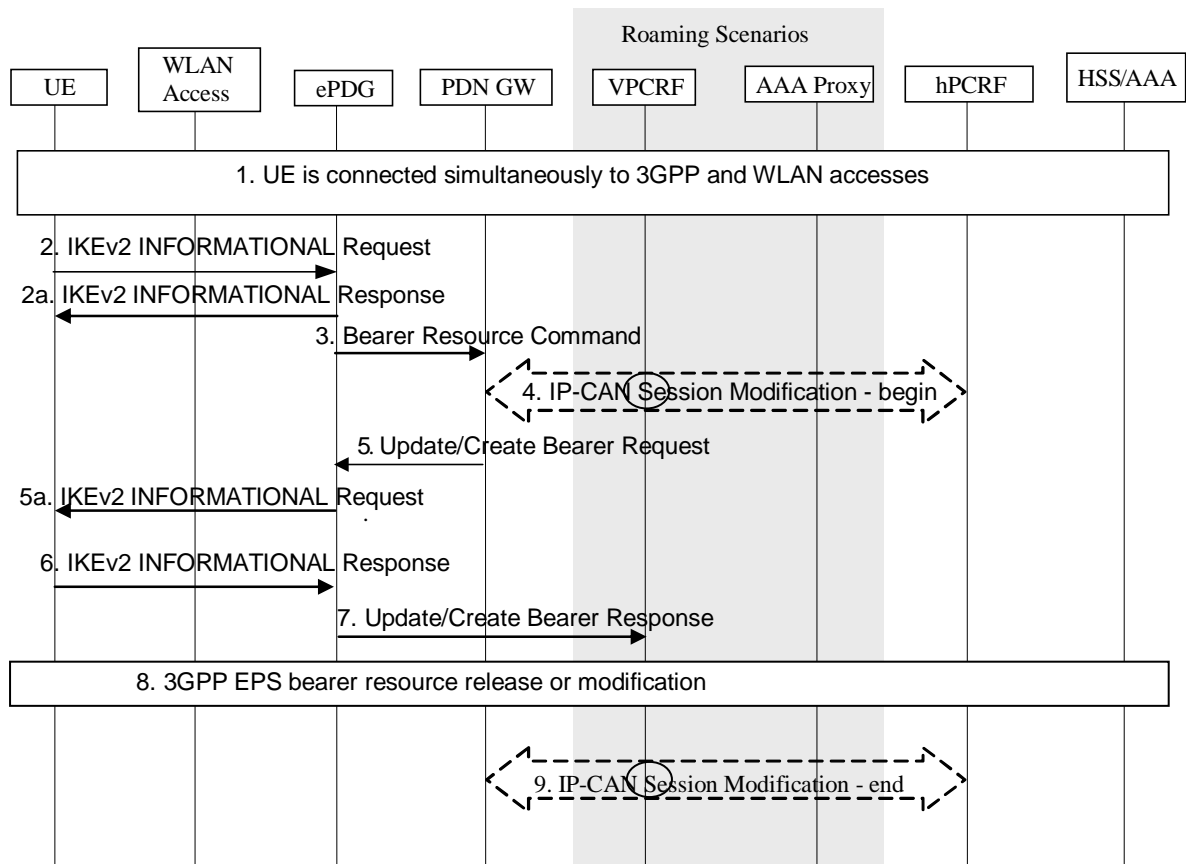 Roaming Scenarios
UE
WLAN
Access
ePDG
PDN GW
VPCRF
AAA Proxy
hPCRF
HSS/AAA
1. UE is connected simultaneously to 3GPP and WLAN accesses
2. IKEv2 INFORMATIONAL Request
2a. IKEv2 INFORMATIONAL Response
3. Bearer Resource Command
4. IP-CAN Session Modification - begin
5. Update/Create Bearer Request
5a. IKEv2 INFORMATIONAL Request
.
6. IKEv2 INFORMATIONAL Response
7. Update/Create Bearer Response
8. 3GPP EPS bearer resource release or modification
9. IP-CAN Session Modification - end